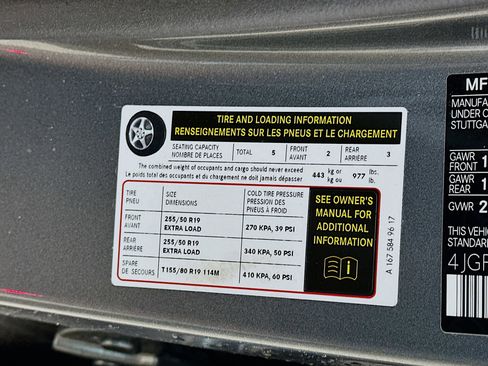 TIRE AND LOADING INFORMATION
RENSEIGNEMENTS SUR LES PNEUS ET LE CHARGEMENT
SEATING CAPACITY
NOMBRE DE PLACES
TOTAL 5
FRONT
AVANT
2
REAR
ARRIÈRE
3
The combined weight of occupants and cargo should never exceed
Le poids total des occupants et du chargement ne doit jamais dépasser
443 kg or
kg ou
977 lbs.
lb.
TIRE
PNEU
SIZE
DIMENSIONS
COLD TIRE PRESSURE
PRESSION DES
PNEUS À FROID
FRONT
AVANT
255/50 R19
EXTRA LOAD
270 KPA, 39 PSI
REAR
ARRIÈRE
255/50 R19
EXTRA LOAD
340 KPA, 50 PSI
SPARE
DE SECOURS
T155/80 R19 114M
410 KPA, 60 PSI
SEE OWNER'S
MANUAL FOR
ADDITIONAL
INFORMATION
A 167 584 96 17
MF
MANUFA
UNDER
STUTTGA
GAWR
FRONT
GAWR
REAR
GVWR
THIS VEHI
STANDAR
4JGF